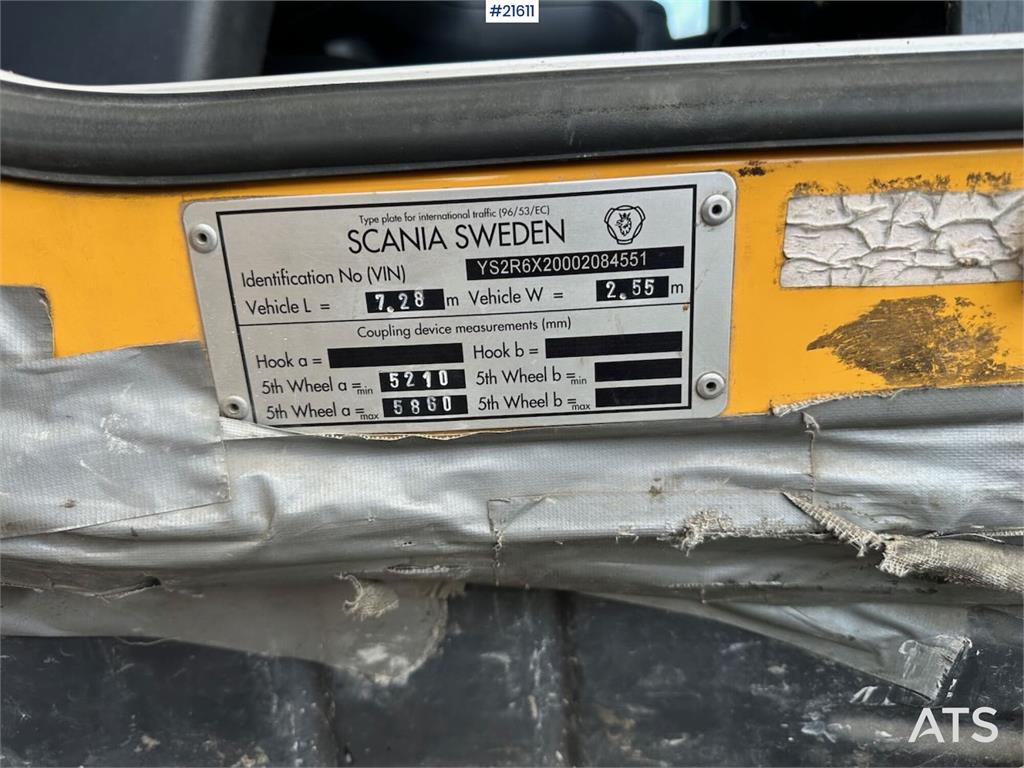 #21611
Type plate for international traffic (96/53/EC)
SCANIA SWEDEN
Identification No (VIN) YS2R6X20002084551
Vehicle L = 7,28 m Vehicle W = 2,55 m
Coupling device measurements (mm)
Hook a = Hook b =
5th Wheel a = min 5210 5th Wheel b = min
5th Wheel a = max 5860 5th Wheel b = max
ATS